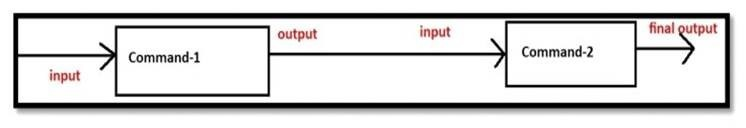 input
Command-1
output
input
Command-2
final output